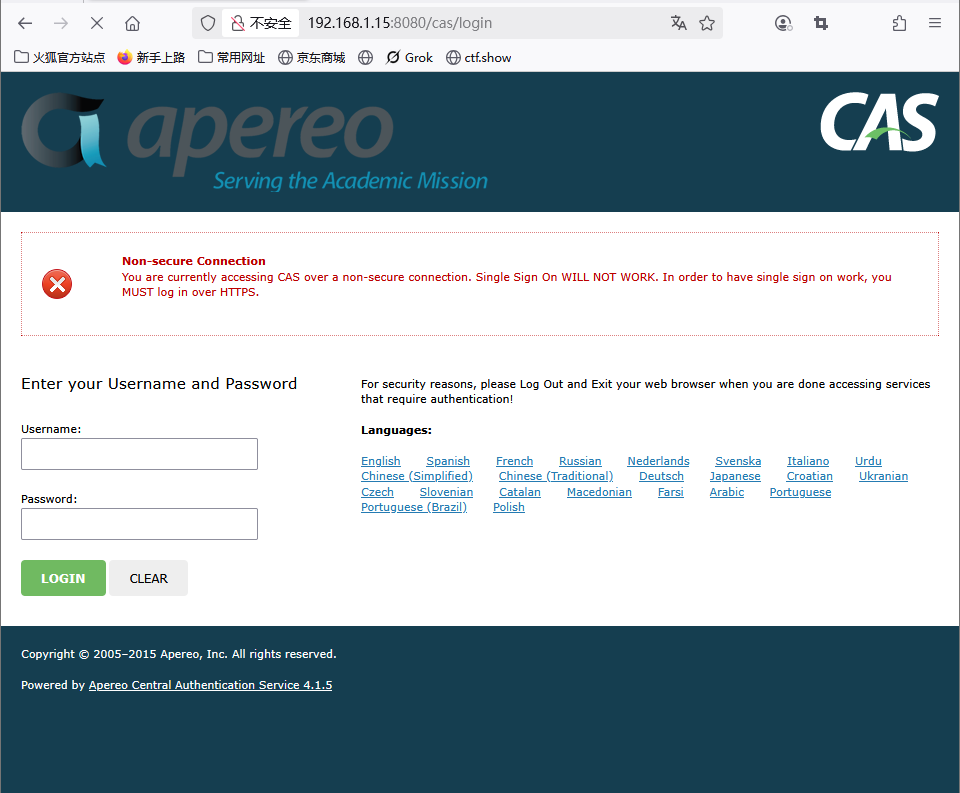 不安全 192.168.1.15:8080/cas/login
火狐官方站点 新手上路 常用网址 京东商城 Grok ctf.show
apereo
Serving the Academic Mission
CAS
Non-secure Connection
You are currently accessing CAS over a non-secure connection. Single Sign On WILL NOT WORK. In order to have single sign on work, you
MUST log in over HTTPS.
Enter your Username and Password
Username:
Password:
LOGIN CLEAR
For security reasons, please Log Out and Exit your web browser when you are done accessing services
that require authentication!
Languages:
English Spanish French Russian Nederlands Svenska Italiano Urdu
Chinese (Simplified) Chinese (Traditional) Deutsch Japanese Croatian Ukranian
Czech Slovenian Catalan Macedonian Farsi Arabic Portuguese
Portuguese (Brazil) Polish
Copyright © 2005–2015 Apereo, Inc. All rights reserved.
Powered by Apereo Central Authentication Service 4.1.5